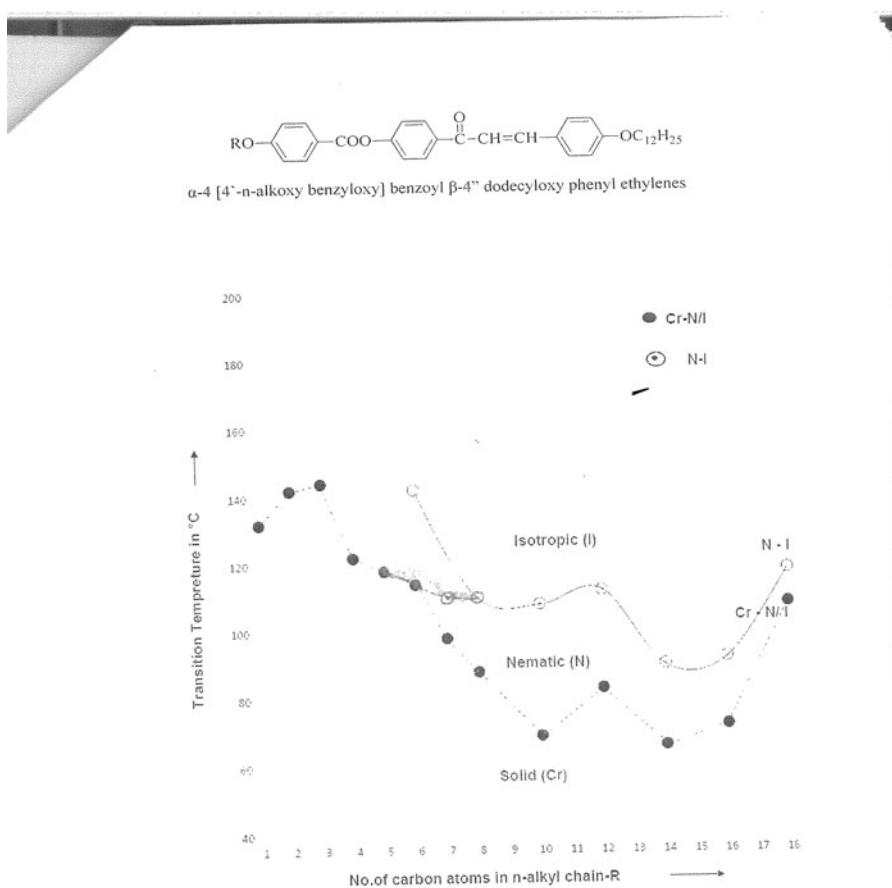 O
RO
COO
C
CH=CH
OC12H25
α-4 [4'-n-alkoxy benzyloxy] benzoyl β-4" dodecyloxy phenyl ethylenes
200
180
160
140
120
100
80
60
40
Cr-N/I
N-I
Isotropic (I)
N - I
Cr - N/I
Nematic (N)
Solid (Cr)
Transition Tempreture in °C
1 2 3 4 5 6 7 8 9 10 11 12 13 14 15 16 17 18
No.of carbon atoms in n-alkyl chain-R